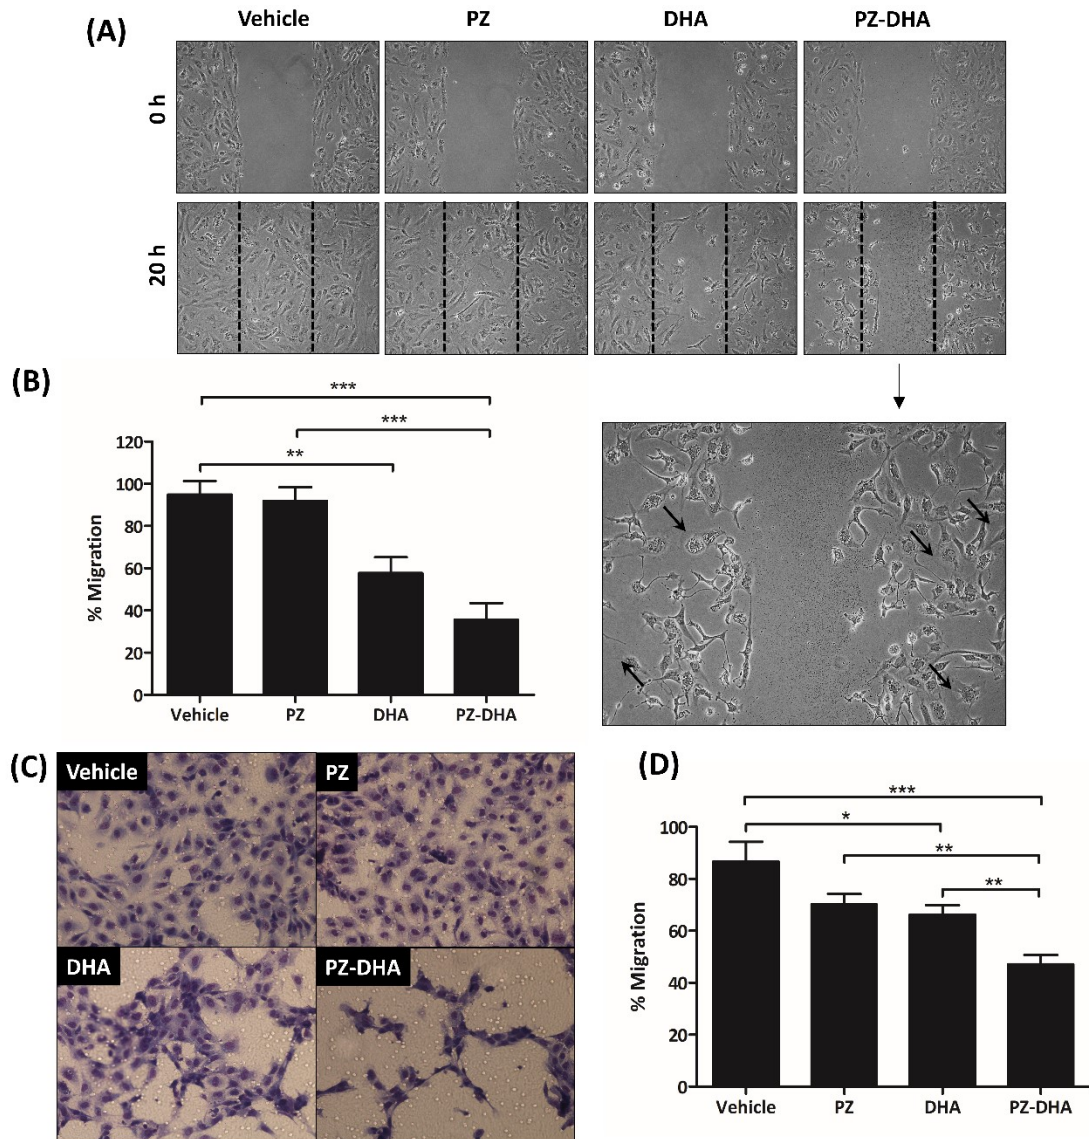 (A)
Vehicle PZ DHA PZ-DHA
0 h
20 h
(B)
***
***
**
120
100
80
60
40
20
0
% Migration
Vehicle PZ DHA PZ-DHA
(C)
Vehicle
PZ
DHA
PZ-DHA
(D)
***
*
**
**
100
80
60
40
20
0
% Migration
Vehicle PZ DHA PZ-DHA